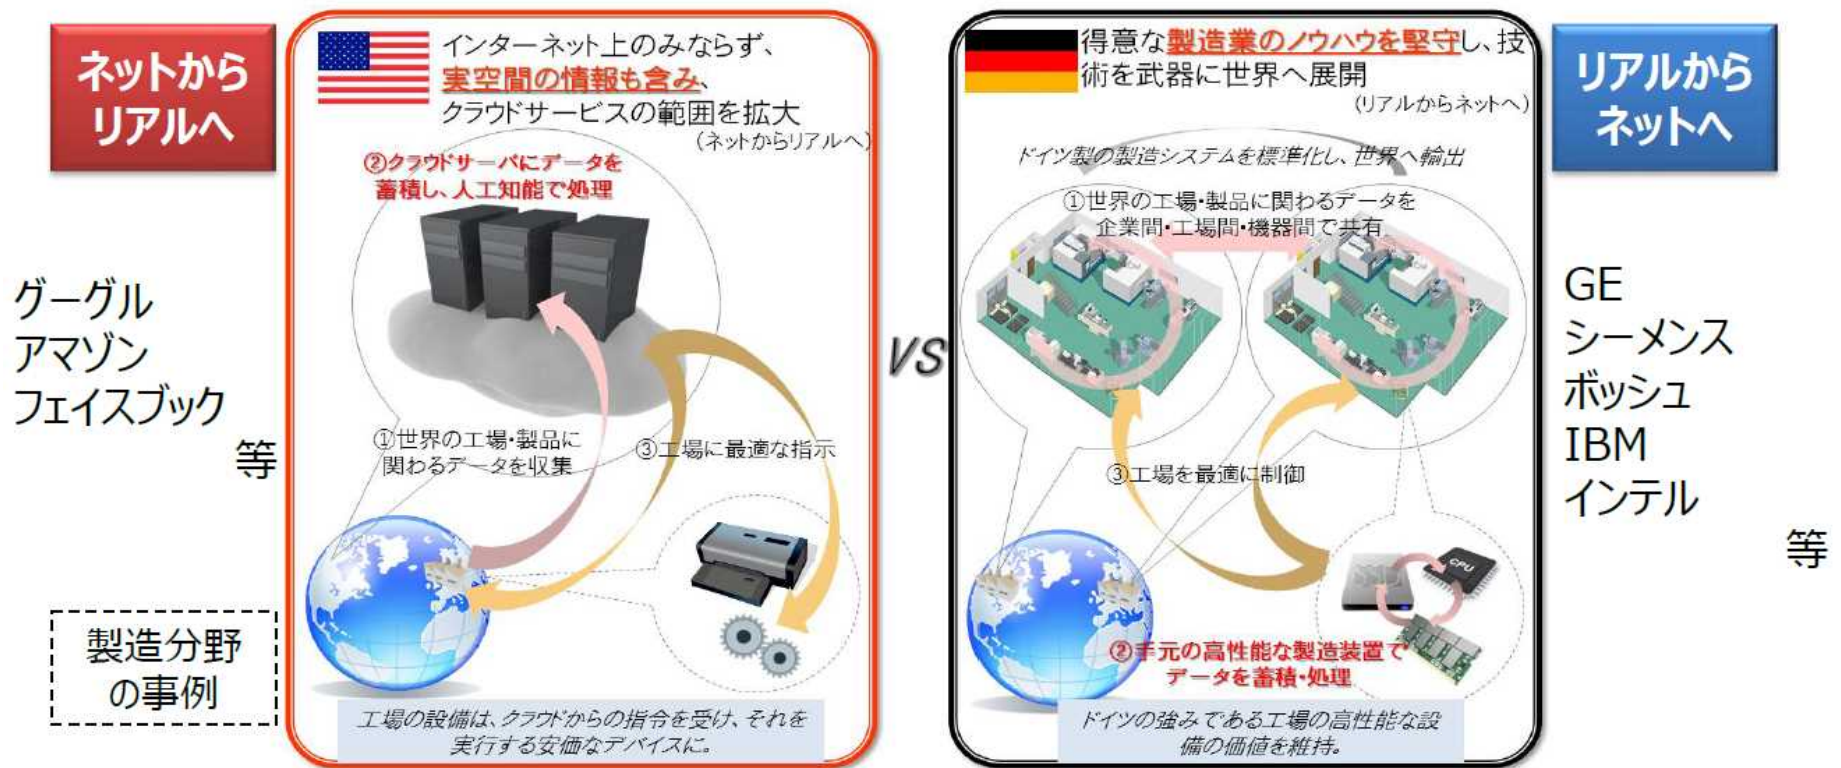 ネットから
リアルへ
インターネット上のみならず、
実空間の情報も含み、
クラウドサービスの範囲を拡大
(ネットからリアルへ)
②クラウドサーバにデータを
蓄積し、人工知能で処理
グーグル
アマゾン
フェイスブック
等
①世界の工場・製品に
関わるデータを収集
③工場に最適な指示
製造分野
の事例
工場の設備は、クラウドからの指令を受け、それを
実行する安価なデバイスに。
VS
得意な製造業のノウハウを堅守し、技
術を武器に世界へ展開
(リアルからネットへ)
ドイツ製の製造システムを標準化し、世界へ輸出
①世界の工場・製品に関わるデータを
企業間・工場間・機器間で共有
③工場を最適に制御
CPU
②手元の高性能な製造装置で
データを蓄積・処理
ドイツの強みである工場の高性能な設
備の価値を維持。
リアルから
ネットへ
GE
シーメンス
ボッシュ
IBM
インテル
等